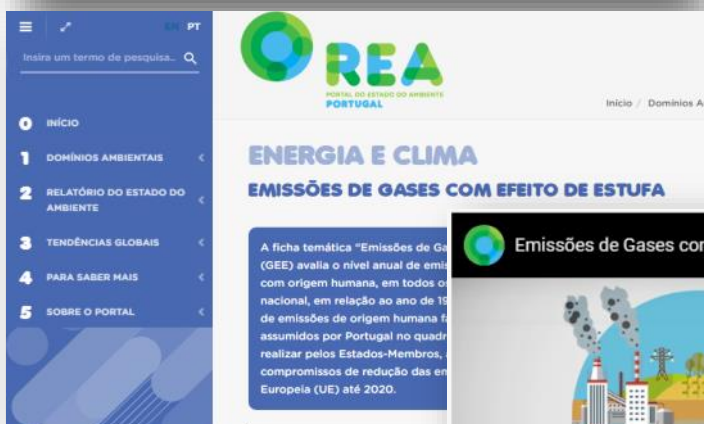 EN PT
Insira um termo de pesquisa...
0 INÍCIO
1 DOMÍNIOS AMBIENTAIS
2 RELATÓRIO DO ESTADO DO
AMBIENTE
3 TENDÊNCIAS GLOBAIS
4 PARA SABER MAIS
5 SOBRE O PORTAL
REA
PORTAL DO ESTADO DO AMBIENTE
PORTUGAL
Início / Domínios A
ENERGIA E CLIMA
EMISSÕES DE GASES COM EFEITO DE ESTUFA
A ficha temática "Emissões de Ga
(GEE) avalia o nível anual de emis
com origem humana, em todos o
nacional, em relação ao ano de 19
de emissões de origem humana fa
assumidos por Portugal no quadr
realizar pelos Estados-Membros,
compromissos de redução das em
Europeia (UE) até 2020.
Emissões de Gases co